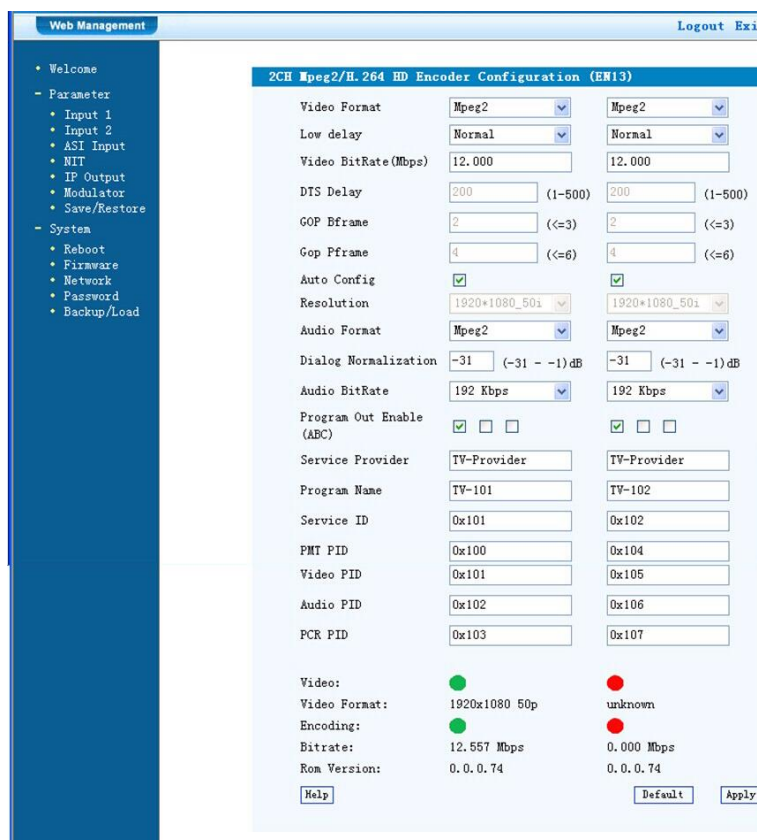 Web Management
Logout Exi
Welcome
Parameter
Input 1
Input 2
ASI Input
NIT
IP Output
Modulator
Save/Restore
System
Reboot
Firmware
Network
Password
Backup/Load
2CH Mpeg2/H.264 HD Encoder Configuration (EN13)
Video Format Mpeg2 Mpeg2
Low delay Normal Normal
Video BitRate(Mbps) 12.000 12.000
DTS Delay 200 (1-500) 200 (1-500)
GOP Bframe 2 (<=3) 2 (<=3)
Gop Pframe 4 (<=6) 4 (<=6)
Auto Config
Resolution 1920*1080_50i 1920*1080_50i
Audio Format Mpeg2 Mpeg2
Dialog Normalization -31 (-31 - -1)dB -31 (-31 - -1)dB
Audio BitRate 192 Kbps 192 Kbps
Program Out Enable
(ABC)
Service Provider TV-Provider TV-Provider
Program Name TV-101 TV-102
Service ID 0x101 0x102
PMT PID 0x100 0x104
Video PID 0x101 0x105
Audio PID 0x102 0x106
PCR PID 0x103 0x107
Video:
Video Format: 1920x1080 50p unknown
Encoding:
Bitrate: 12.557 Mbps 0.000 Mbps
Rom Version: 0.0.0.74 0.0.0.74
Help Default Apply